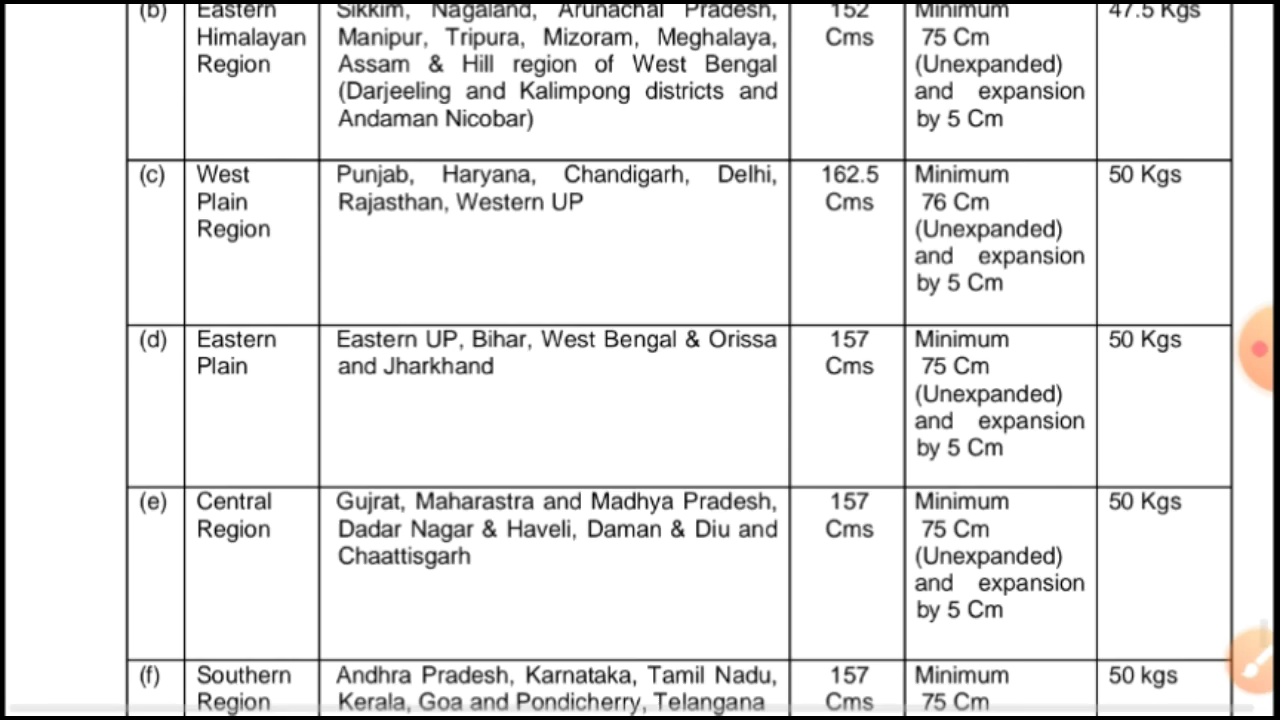 (b) Eastern Sikkim, Nagaland, Arunachal Pradesh, 152 Minimum 47.5 Kgs
Himalayan Manipur, Tripura, Mizoram, Meghalaya, Cms 75 Cm
Region Assam & Hill region of West Bengal (Unexpanded)
(Darjeeling and Kalimpong districts and and expansion
Andaman Nicobar) by 5 Cm
(c) West Punjab, Haryana, Chandigarh, Delhi, 162.5 Minimum 50 Kgs
Plain Rajasthan, Western UP Cms 76 Cm
Region (Unexpanded)
and expansion
by 5 Cm
(d) Eastern Eastern UP, Bihar, West Bengal & Orissa 157 Minimum 50 Kgs
Plain and Jharkhand Cms 75 Cm
(Unexpanded)
and expansion
by 5 Cm
(e) Central Gujrat, Maharastra and Madhya Pradesh, 157 Minimum 50 Kgs
Region Dadar Nagar & Haveli, Daman & Diu and Cms 75 Cm
Chaattisgarh (Unexpanded)
and expansion
by 5 Cm
(f) Southern Andhra Pradesh, Karnataka, Tamil Nadu, 157 Minimum 50 kgs
Region Kerala, Goa and Pondicherry, Telangana Cms 75 Cm